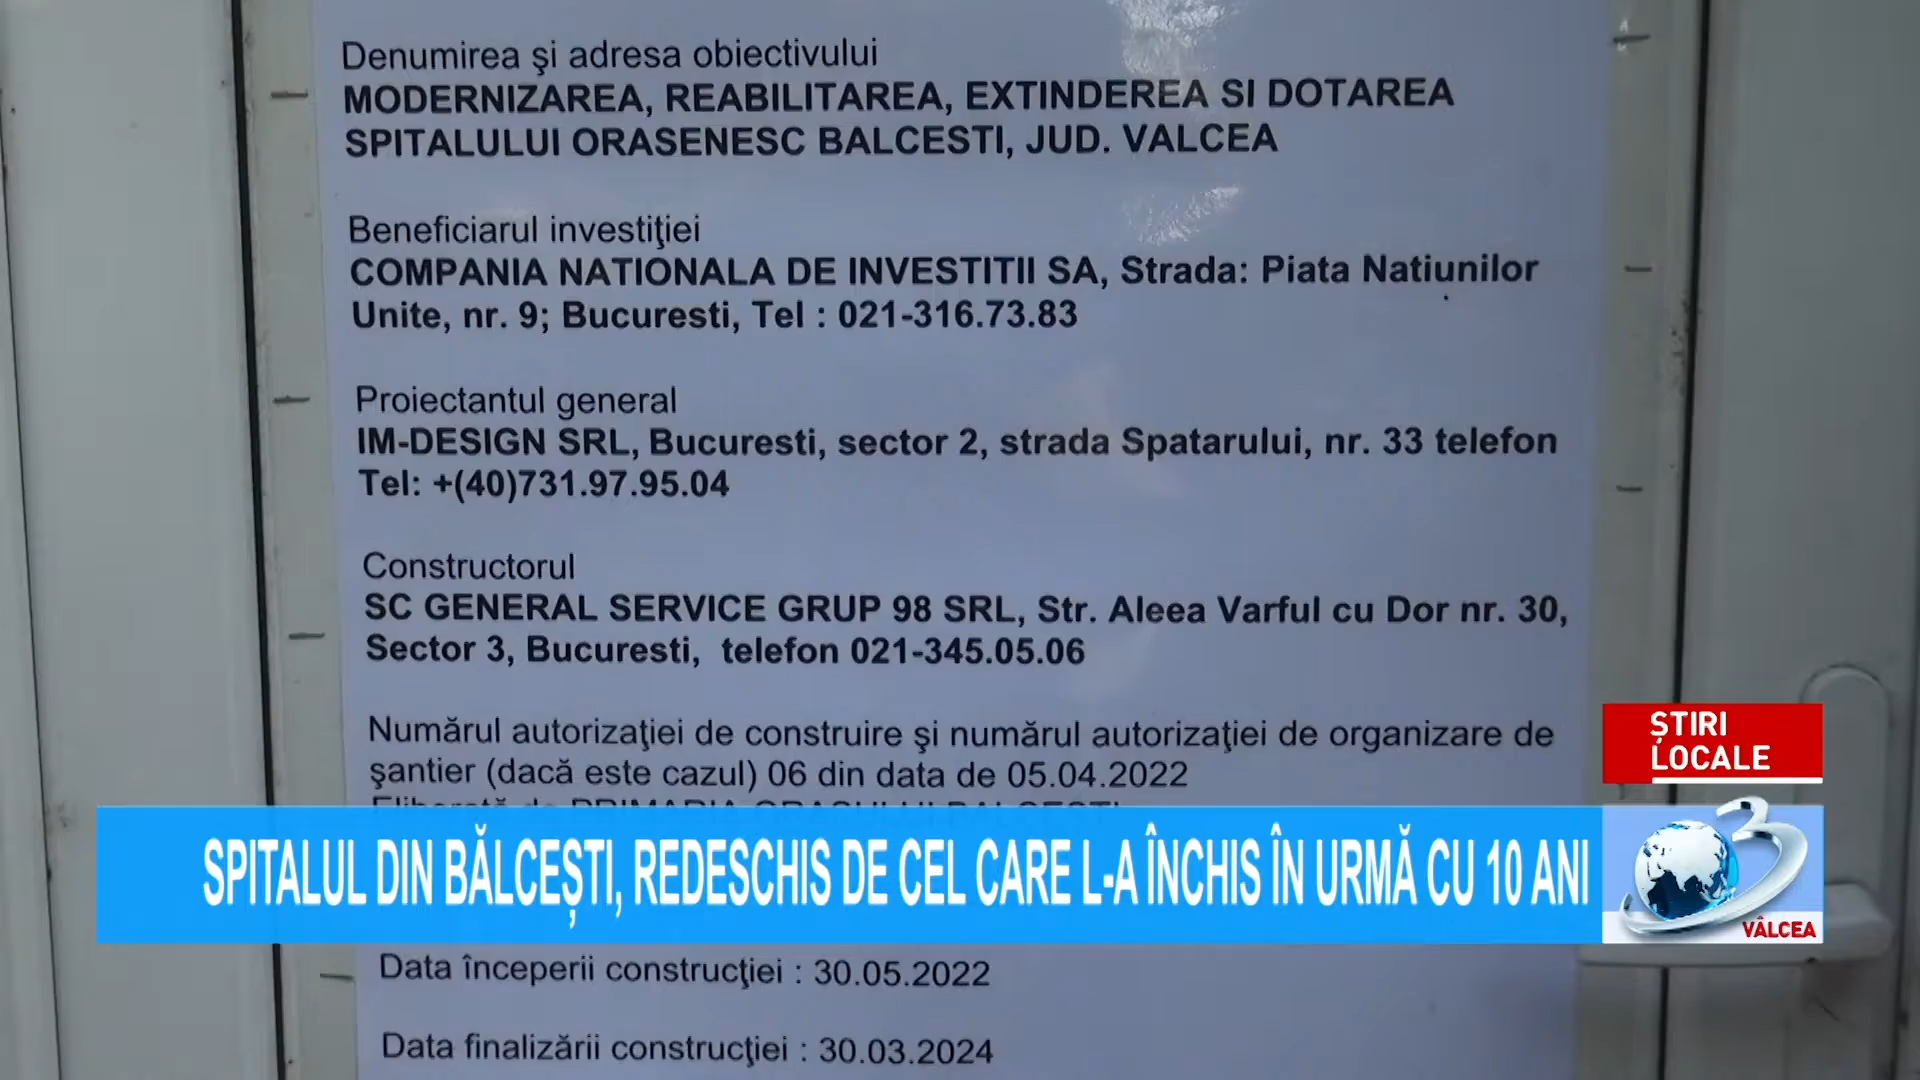 Denumirea şi adresa obiectivului
MODERNIZAREA, REABILITAREA, EXTINDEREA SI DOTAREA
SPITALULUI ORASENESC BALCESTI, JUD. VALCEA
Beneficiarul investiţiei
COMPANIA NATIONALA DE INVESTITII SA, Strada: Piata Natiunilor
Unite, nr. 9; Bucuresti, Tel : 021-316.73.83
Proiectantul general
IM-DESIGN SRL, Bucuresti, sector 2, strada Spatarului, nr. 33 telefon
Tel: +(40)731.97.95.04
Constructorul
SC GENERAL SERVICE GRUP 98 SRL, Str. Aleea Varful cu Dor nr. 30,
Sector 3, Bucuresti, telefon 021-345.05.06
Numărul autorizaţiei de construire şi numărul autorizaţiei de organizare de
şantier (dacă este cazul) 06 din data de 05.04.2022
Eliberată de PRIMARIA ORASULUI BALCESTI
ȘTIRI
LOCALE
SPITALUL DIN BĂLCEȘTI, REDESCHIS DE CEL CARE L-A ÎNCHIS ÎN URMĂ CU 10 ANI
3
VÂLCEA
Data începerii construcţiei : 30.05.2022
Data finalizării construcţiei : 30.03.2024